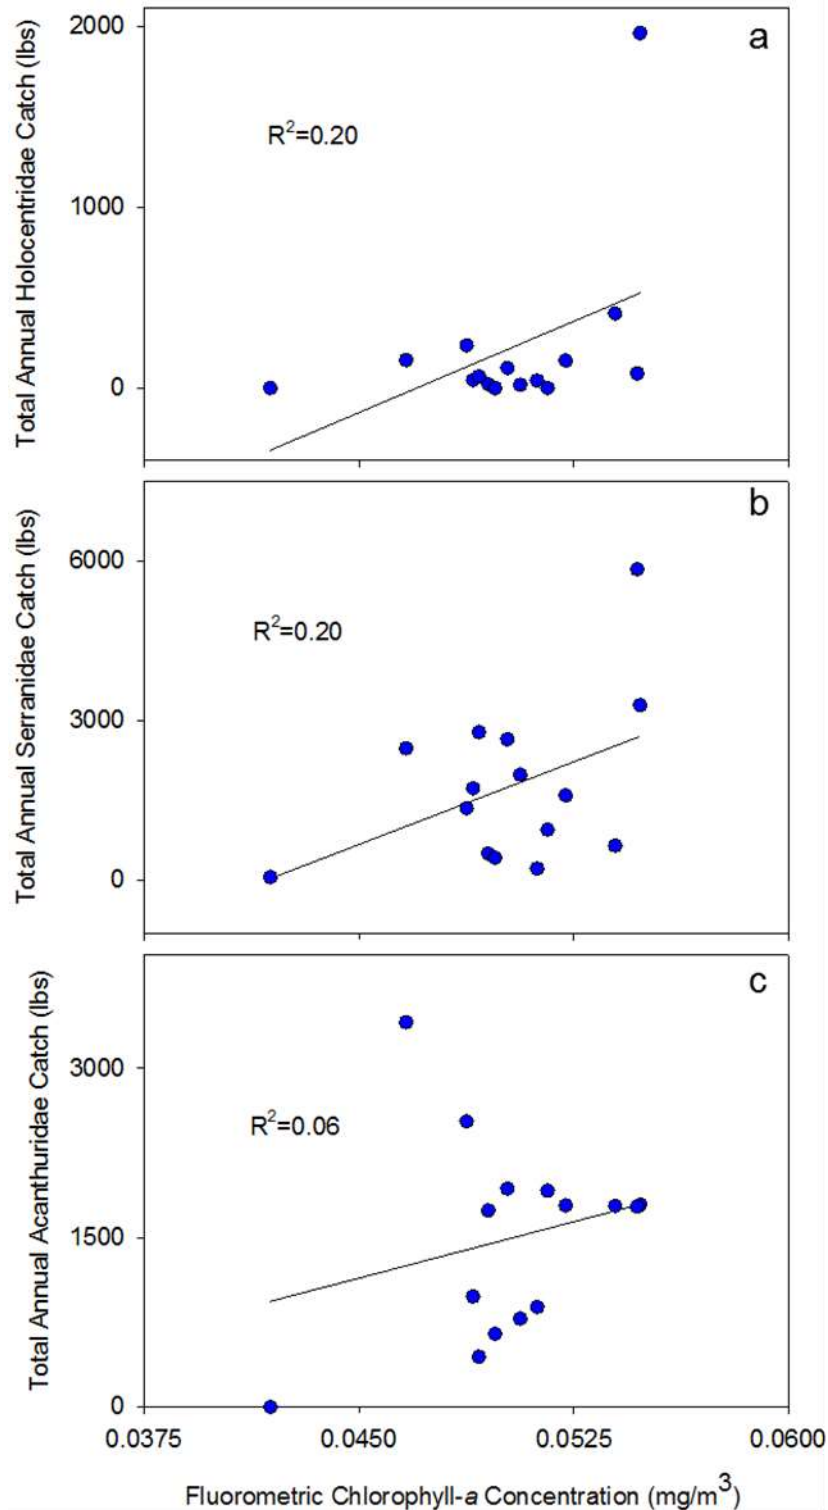 a
Total Annual Holocentridae Catch (lbs)
2000
1000
0
R²=0.20
b
Total Annual Serranidae Catch (lbs)
6000
3000
0
R²=0.20
c
Total Annual Acanthuridae Catch (lbs)
3000
1500
0
R²=0.06
0.0375 0.0450 0.0525 0.0600
Fluorometric Chlorophyll-a Concentration (mg/m³)